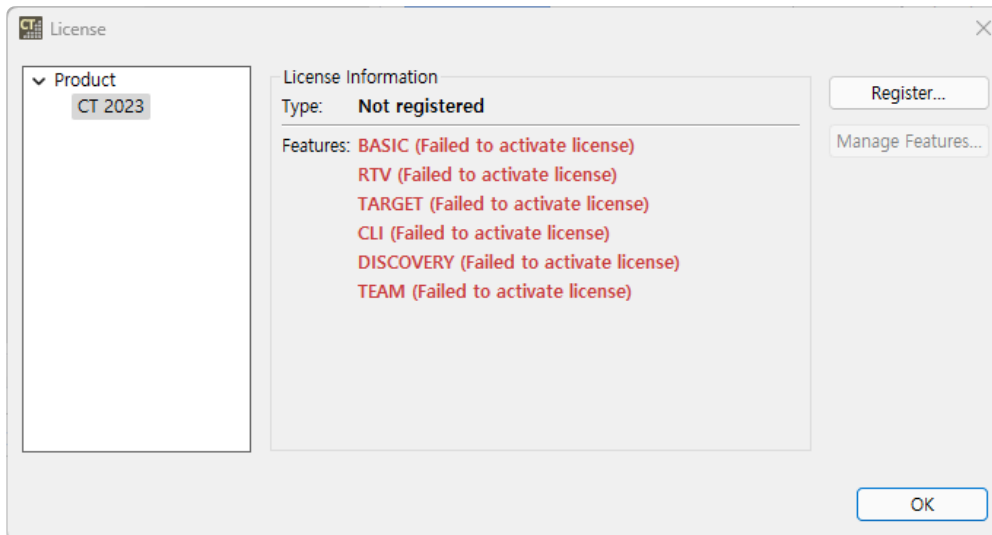 CT
License
Product
CT 2023
License Information
Type: Not registered
Features: BASIC (Failed to activate license)
RTV (Failed to activate license)
TARGET (Failed to activate license)
CLI (Failed to activate license)
DISCOVERY (Failed to activate license)
TEAM (Failed to activate license)
Register...
Manage Features...
OK